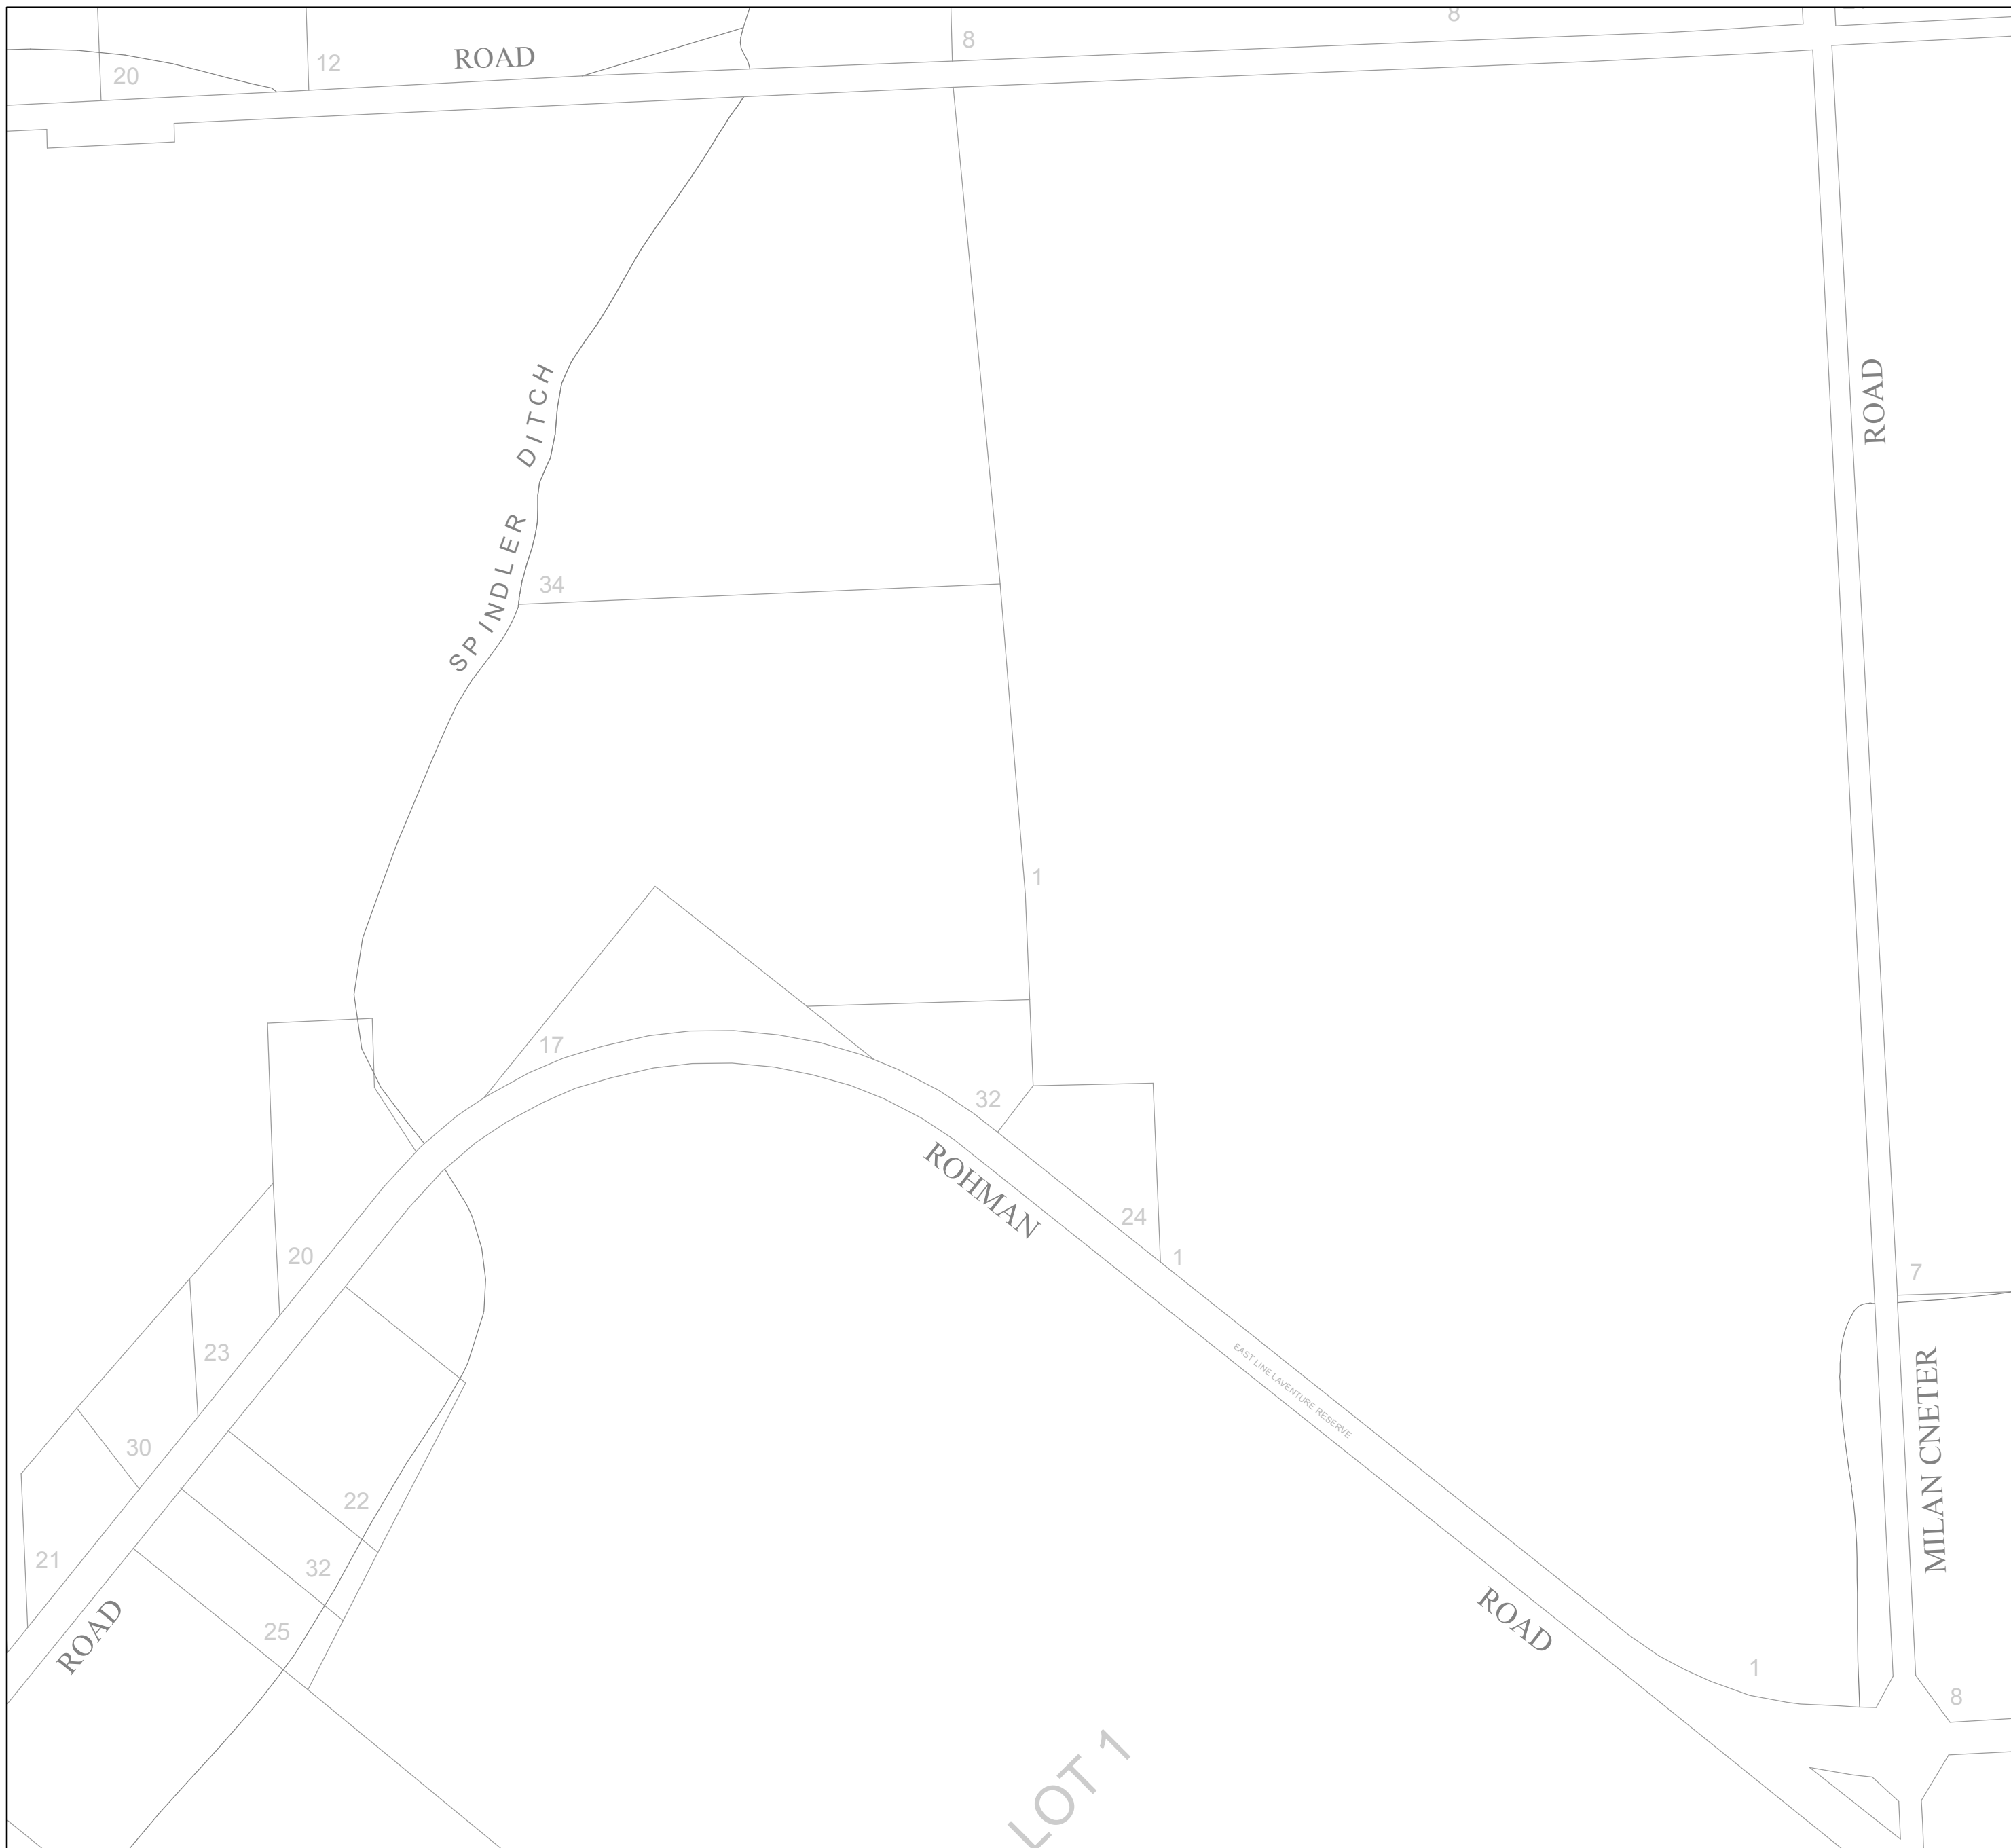 8
8
ROAD
12
20
ROAD
SPINDLER DITCH
34
1
17
32
ROHMAN
24
1
20
7
23
EAST LINE LAVENTURE RESERVE
MILAN CNETER
30
22
21
32
ROAD
ROAD
25
1
8
LOT 1